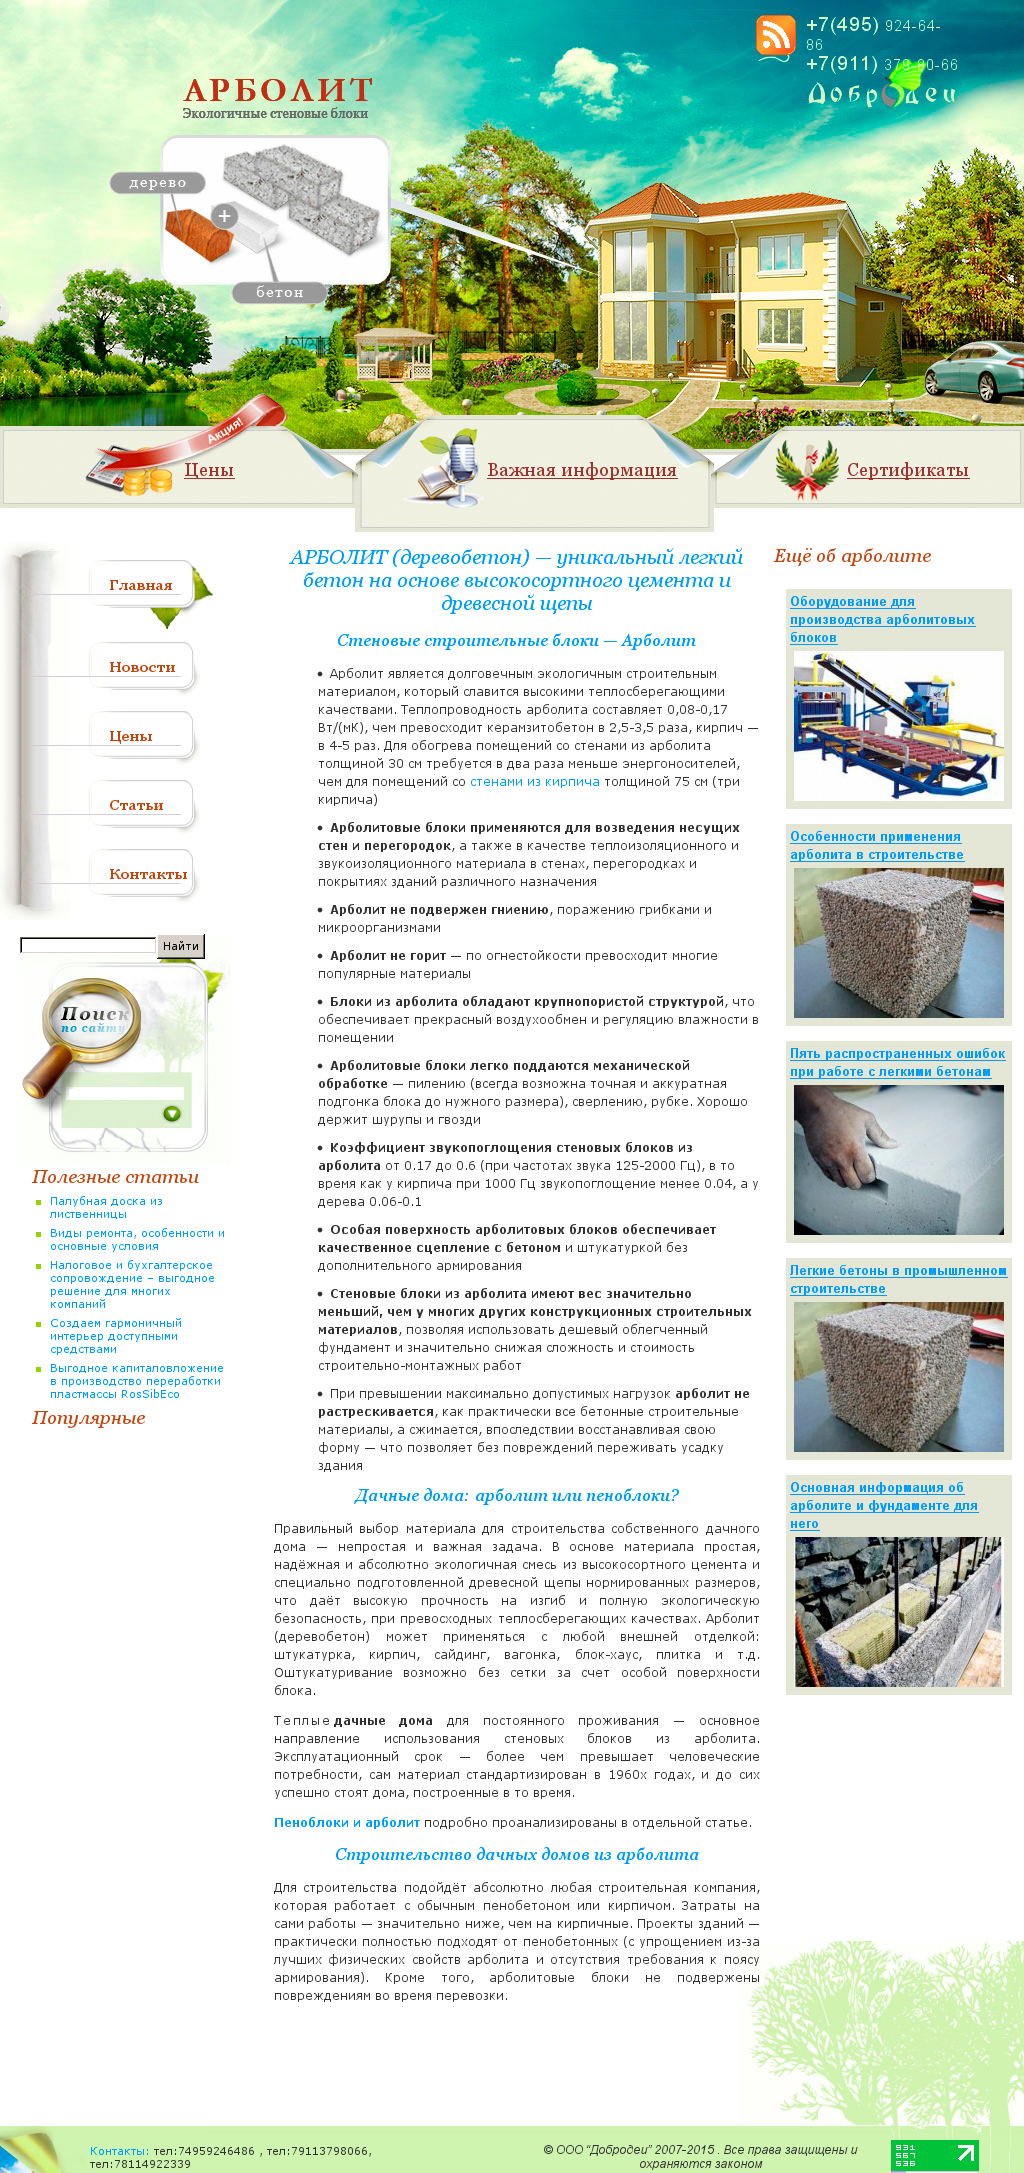 +7(495) 924-64-
86
+7(911) 379-80-66
Добродеи
АРБОЛИТ
Экологичные стеновые блоки
дерево
+
бетон
Акция!
Цены
Важная информация
Сертификаты
Главная
Новости
Цены
Статьи
Контакты
Найти
Поиск
по сайту
Полезные статьи
Палубная доска из
лиственницы
Виды ремонта, особенности и
основные условия
Налоговое и бухгалтерское
сопровождение – выгодное
решение для многих
компаний
Создаем гармоничный
интерьер доступными
средствами
Выгодное капиталовложение
в производство переработки
пластмассы RosSibEco
Популярные
АРБОЛИТ (деревобетон) — уникальный легкий
бетон на основе высокосортного цемента и
древесной щепы
Стеновые строительные блоки — Арболит
• Арболит является долговечным экологичным строительным
материалом, который славится высокими теплосберегающими
качествами. Теплопроводность арболита составляет 0,08-0,17
Вт/(мК), чем превосходит керамзитобетон в 2,5-3,5 раза, кирпич —
в 4-5 раз. Для обогрева помещений со стенами из арболита
толщиной 30 см требуется в два раза меньше энергоносителей,
чем для помещений со стенами из кирпича толщиной 75 см (три
кирпича)
• Арболитовые блоки применяются для возведения несущих
стен и перегородок, а также в качестве теплоизоляционного и
звукоизоляционного материала в стенах, перегородках и
покрытиях зданий различного назначения
• Арболит не подвержен гниению, поражению грибками и
микроорганизмами
• Арболит не горит — по огнестойкости превосходит многие
популярные материалы
• Блоки из арболита обладают крупнопористой структурой, что
обеспечивает прекрасный воздухообмен и регуляцию влажности в
помещении
• Арболитовые блоки легко поддаются механической
обработке — пилению (всегда возможна точная и аккуратная
подгонка блока до нужного размера), сверлению, рубке. Хорошо
держит шурупы и гвозди
• Коэффициент звукопоглощения стеновых блоков из
арболита от 0.17 до 0.6 (при частотах звука 125-2000 Гц), в то
время как у кирпича при 1000 Гц звукопоглощение менее 0.04, а у
дерева 0.06-0.1
• Особая поверхность арболитовых блоков обеспечивает
качественное сцепление с бетоном и штукатуркой без
дополнительного армирования
• Стеновые блоки из арболита имеют вес значительно
меньший, чем у многих других конструкционных строительных
материалов, позволяя использовать дешевый облегченный
фундамент и значительно снижая сложность и стоимость
строительно-монтажных работ
• При превышении максимально допустимых нагрузок арболит не
растрескивается, как практически все бетонные строительные
материалы, а сжимается, впоследствии восстанавливая свою
форму — что позволяет без повреждений переживать усадку
здания
Дачные дома: арболит или пеноблоки?
Правильный выбор материала для строительства собственного дачного
дома — непростая и важная задача. В основе материала простая,
надёжная и абсолютно экологичная смесь из высокосортного цемента и
специально подготовленной древесной щепы нормированных размеров,
что даёт высокую прочность на изгиб и полную экологическую
безопасность, при превосходных теплосберегающих качествах. Арболит
(деревобетон) может применяться с любой внешней отделкой:
штукатурка, кирпич, сайдинг, вагонка, блок-хаус, плитка и т.д.
Оштукатуривание возможно без сетки за счет особой поверхности
блока.
Теплые дачные дома для постоянного проживания — основное
направление использования стеновых блоков из арболита.
Эксплуатационный срок — более чем превышает человеческие
потребности, сам материал стандартизирован в 1960х годах, и до сих
успешно стоят дома, построенные в то время.
Пеноблоки и арболит подробно проанализированы в отдельной статье.
Строительство дачных домов из арболита
Для строительства подойдёт абсолютно любая строительная компания,
которая работает с обычным пенобетоном или кирпичом. Затраты на
сами работы — значительно ниже, чем на кирпичные. Проекты зданий —
практически полностью подходят от пенобетонных (с упрощением из-за
лучших физических свойств арболита и отсутствия требования к поясу
армирования). Кроме того, арболитовые блоки не подвержены
повреждениям во время перевозки.
Ещё об арболите
Оборудование для
производства арболитовых
блоков
Особенности применения
арболита в строительстве
Пять распространенных ошибок
при работе с легкими бетонам
Легкие бетоны в промышленном
строительстве
Основная информация об
арболите и фундаменте для
него
Контакты: тел:74959246486 , тел:79113798066,
тел:78114922339
© ООО “Добродеи” 2007-2015 . Все права защищены и
охраняются законом
931
567
536